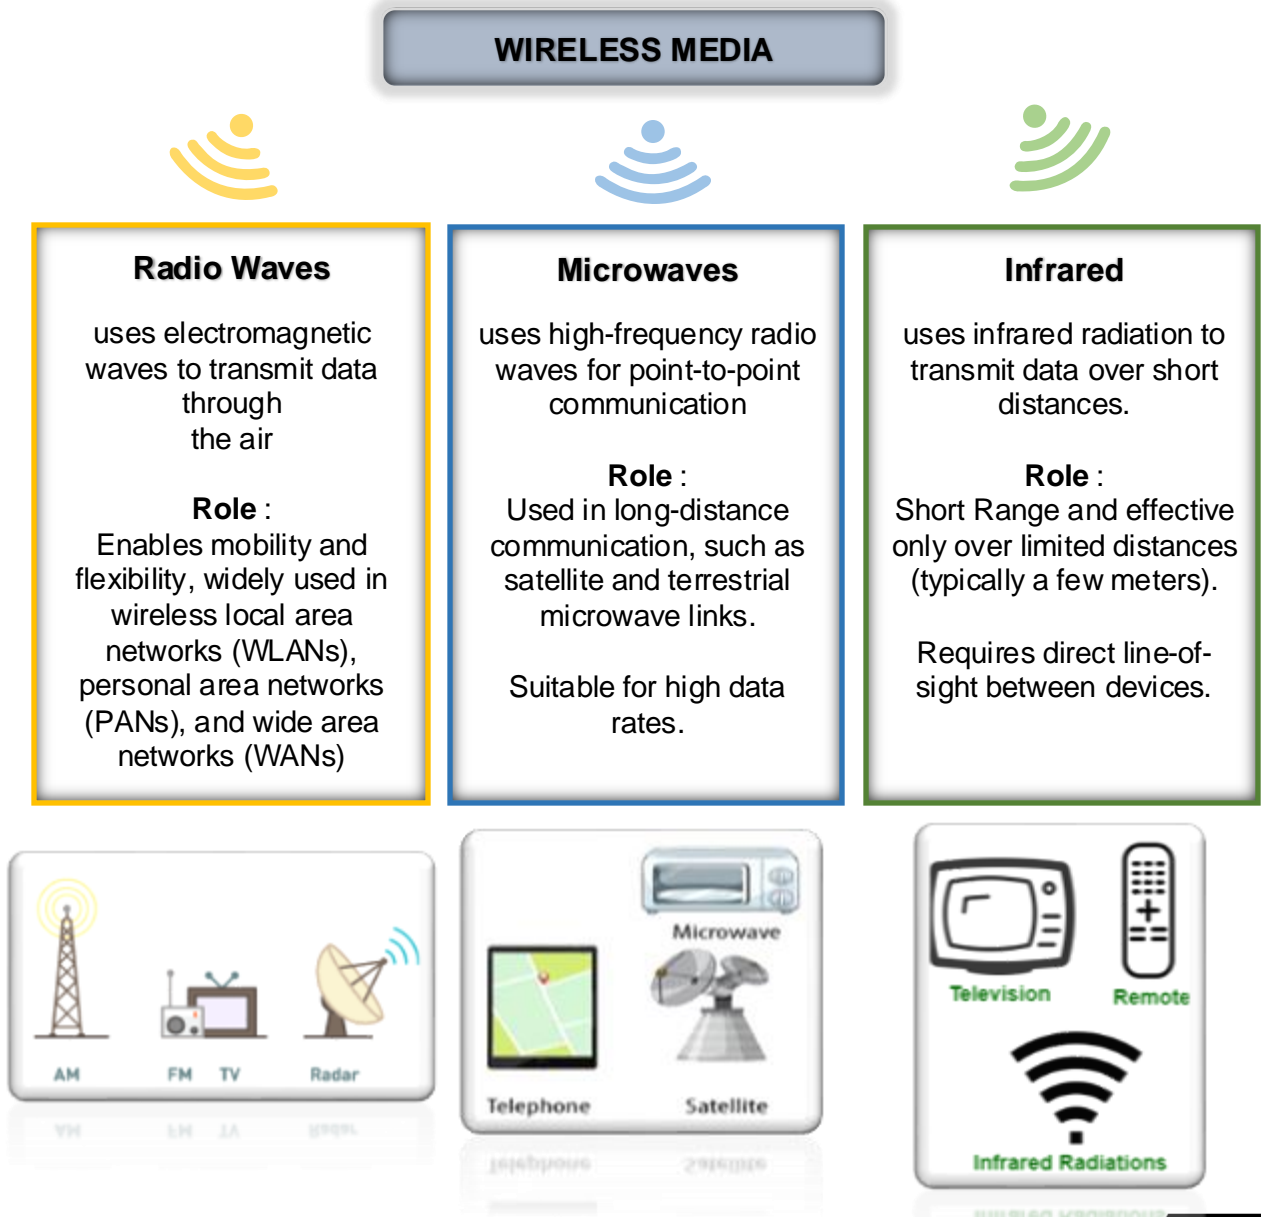 WIRELESS MEDIA
Radio Waves
uses electromagnetic
waves to transmit data
through
the air
Role :
Enables mobility and
flexibility, widely used in
wireless local area
networks (WLANs),
personal area networks
(PANs), and wide area
networks (WANs)
Microwaves
uses high-frequency radio
waves for point-to-point
communication
Role :
Used in long-distance
communication, such as
satellite and terrestrial
microwave links.
Suitable for high data
rates.
Infrared
uses infrared radiation to
transmit data over short
distances.
Role :
Short Range and effective
only over limited distances
(typically a few meters).
Requires direct line-of-
sight between devices.
AM
FM TV
Radar
Microwave
Telephone
Satellite
Television
Remote
Infrared Radiations